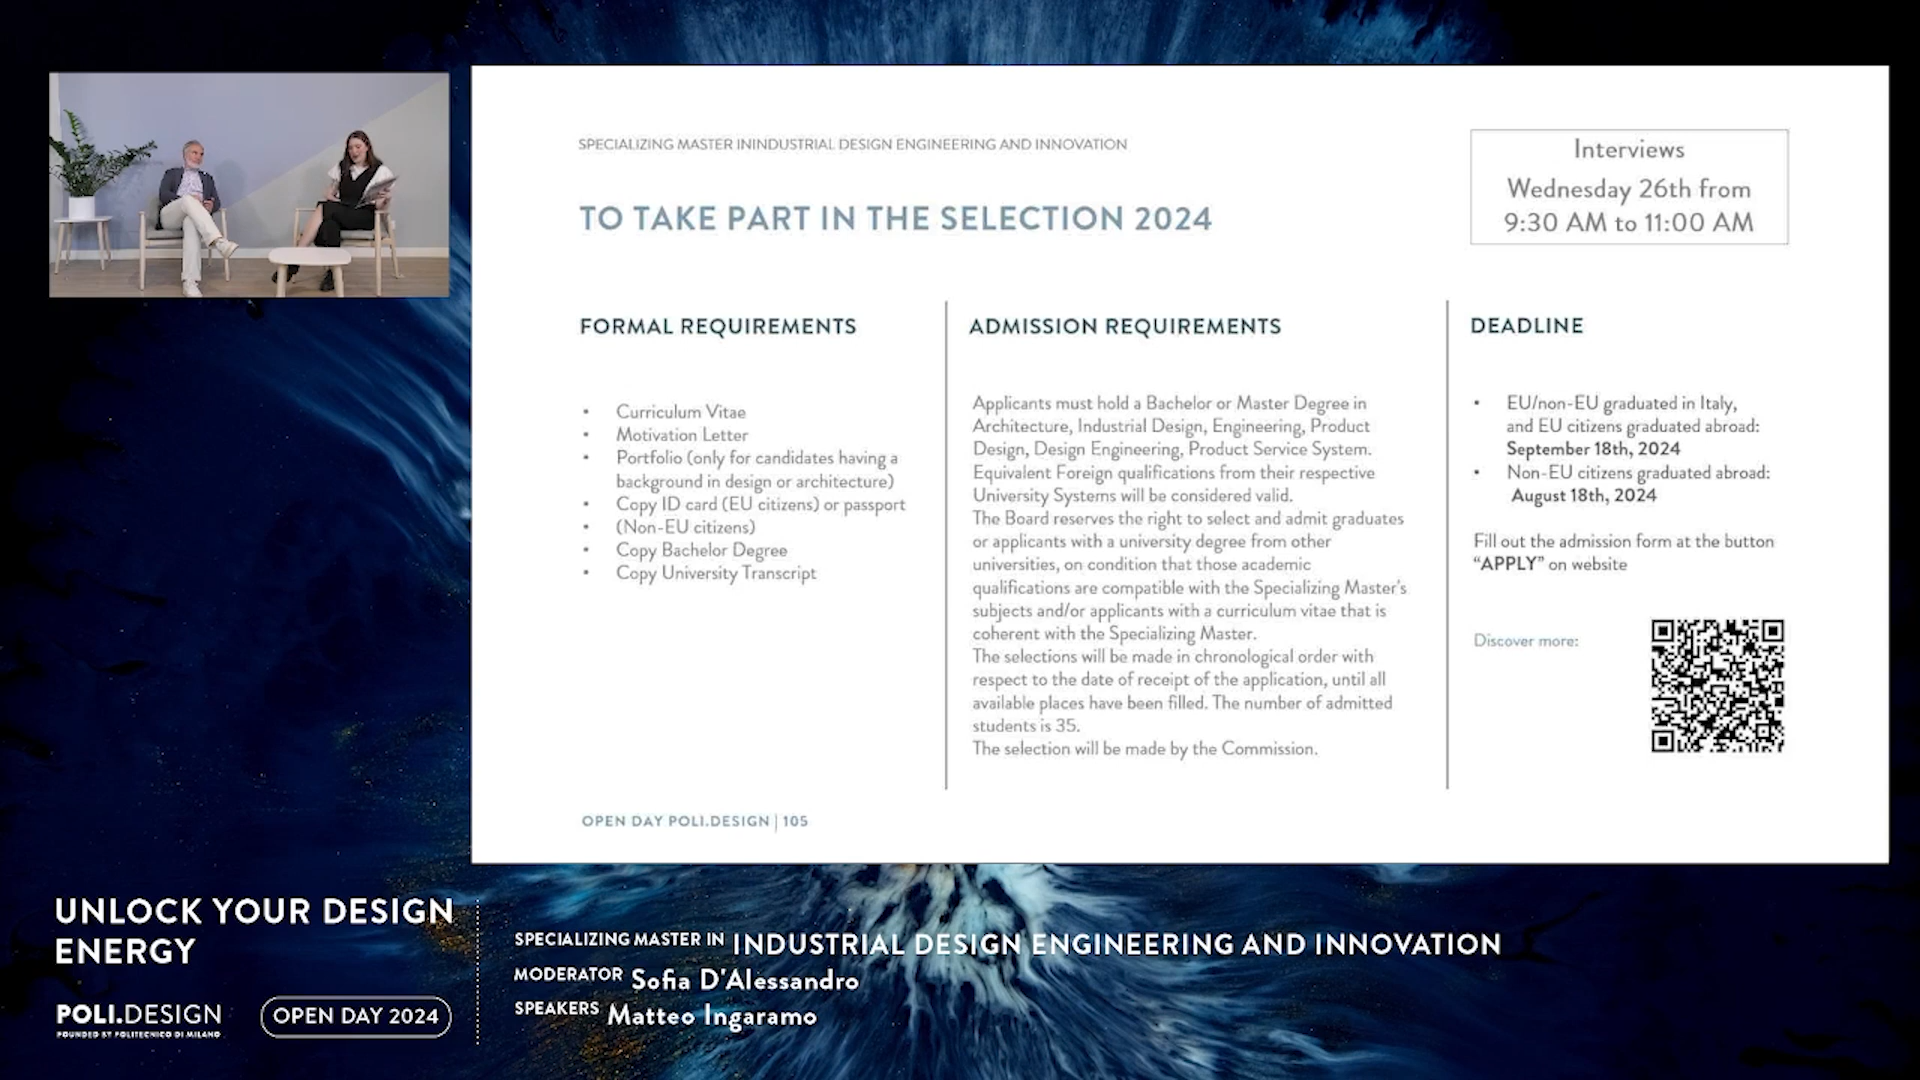 SPECIALIZING MASTER ININDUSTRIAL DESIGN ENGINEERING AND INNOVATION
TO TAKE PART IN THE SELECTION 2024
Interviews
Wednesday 26th from
9:30 AM to 11:00 AM
FORMAL REQUIREMENTS
• Curriculum Vitae
• Motivation Letter
• Portfolio (only for candidates having a
background in design or architecture)
• Copy ID card (EU citizens) or passport
• (Non-EU citizens)
• Copy Bachelor Degree
• Copy University Transcript
ADMISSION REQUIREMENTS
Applicants must hold a Bachelor or Master Degree in
Architecture, Industrial Design, Engineering, Product
Design, Design Engineering, Product Service System.
Equivalent Foreign qualifications from their respective
University Systems will be considered valid.
The Board reserves the right to select and admit graduates
or applicants with a university degree from other
universities, on condition that those academic
qualifications are compatible with the Specializing Master's
subjects and/or applicants with a curriculum vitae that is
coherent with the Specializing Master.
The selections will be made in chronological order with
respect to the date of receipt of the application, until all
available places have been filled. The number of admitted
students is 35.
The selection will be made by the Commission.
DEADLINE
• EU/non-EU graduated in Italy,
and EU citizens graduated abroad:
September 18th, 2024
• Non-EU citizens graduated abroad:
August 18th, 2024
Fill out the admission form at the button
“APPLY” on website
Discover more:
OPEN DAY POLI.DESIGN | 105
UNLOCK YOUR DESIGN
ENERGY
POLI.DESIGN
FOUNDED BY POLITECNICO DI MILANO
OPEN DAY 2024
SPECIALIZING MASTER IN INDUSTRIAL DESIGN ENGINEERING AND INNOVATION
MODERATOR Sofia D'Alessandro
SPEAKERS Matteo Ingaramo